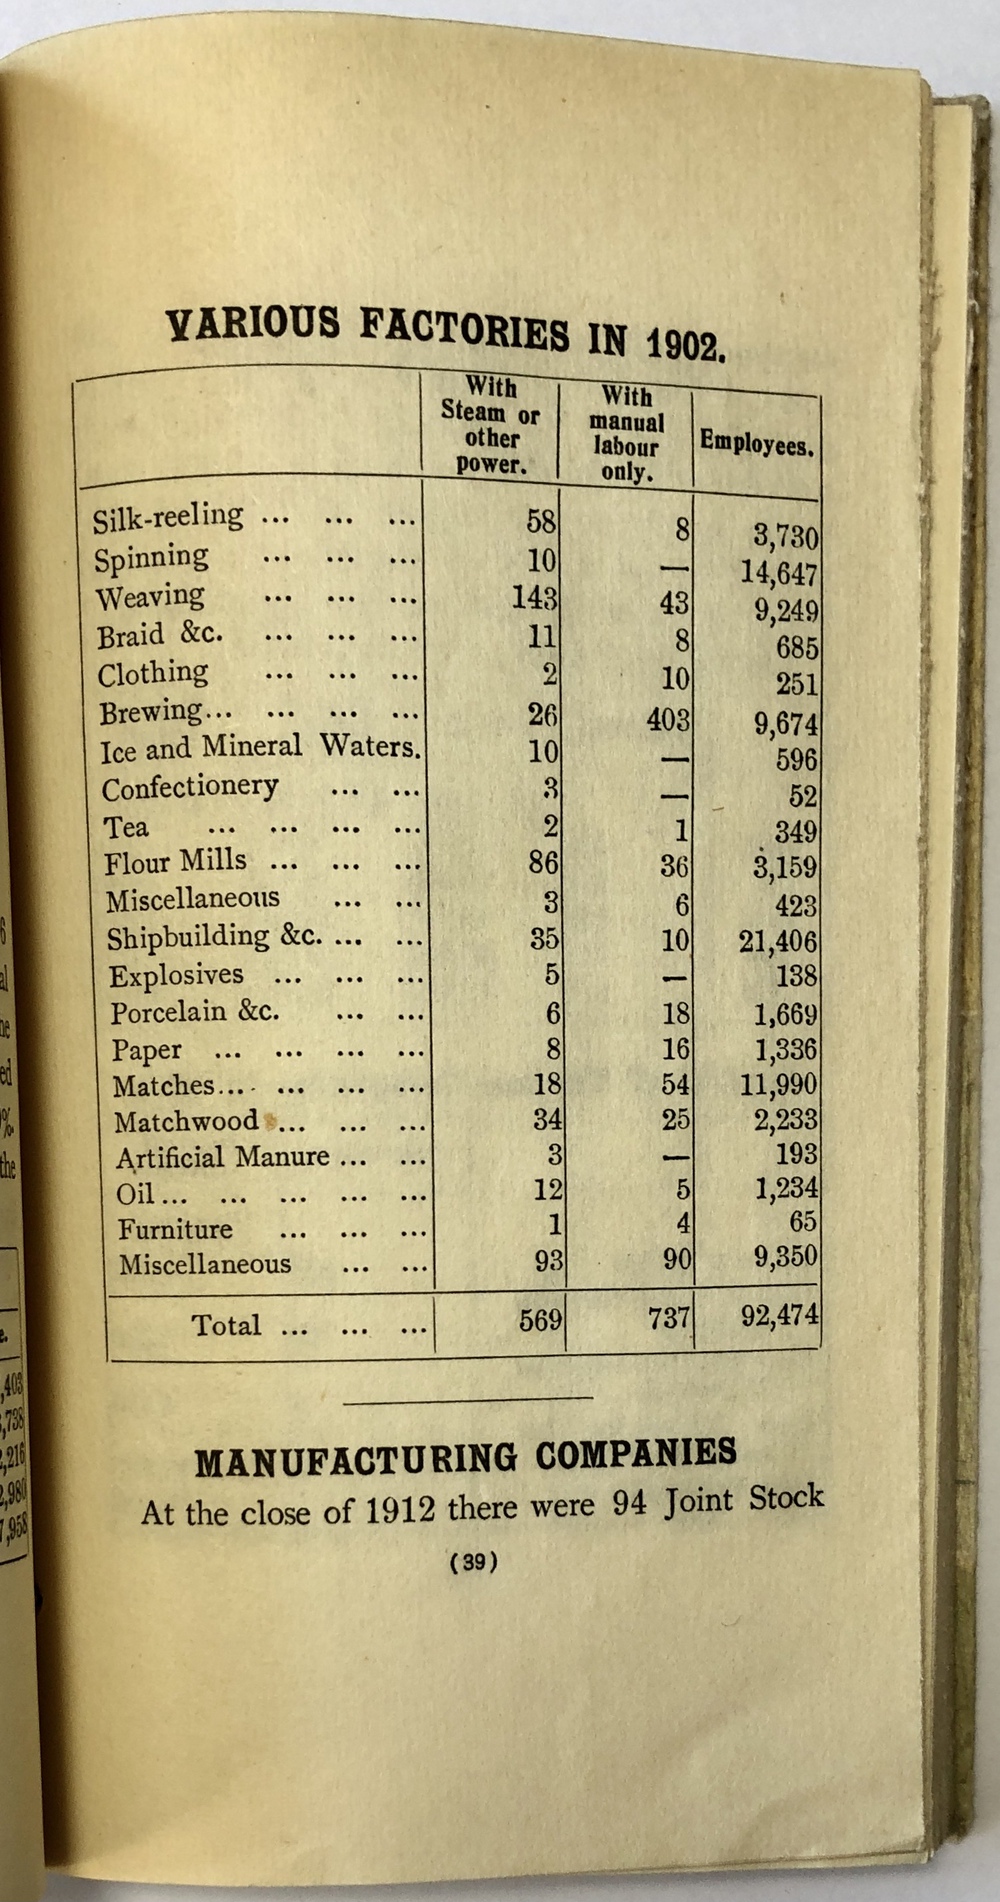 VARIOUS FACTORIES IN 1902.
With Steam or other power. With manual labour only. Employees.
Silk-reeling ... ... ... 58 8 3,730
Spinning ... ... ... 10 — 14,647
Weaving ... ... ... 143 43 9,249
Braid &c. ... ... ... 11 8 685
Clothing ... ... ... 2 10 251
Brewing... ... ... ... 26 403 9,674
Ice and Mineral Waters. 10 — 596
Confectionery ... ... 3 — 52
Tea ... ... ... ... 2 1 349
Flour Mills ... ... ... 86 36 3,159
Miscellaneous ... ... 3 6 423
Shipbuilding &c. ... ... 35 10 21,406
Explosives ... ... ... 5 — 138
Porcelain &c. ... ... 6 18 1,669
Paper ... ... ... ... 8 16 1,336
Matches... ... ... ... 18 54 11,990
Matchwood ... ... ... 34 25 2,233
Artificial Manure ... ... 3 — 193
Oil... ... ... ... ... 12 5 1,234
Furniture ... ... ... 1 4 65
Miscellaneous ... ... 93 90 9,350
Total ... ... ... 569 737 92,474
MANUFACTURING COMPANIES
At the close of 1912 there were 94 Joint Stock
(39)